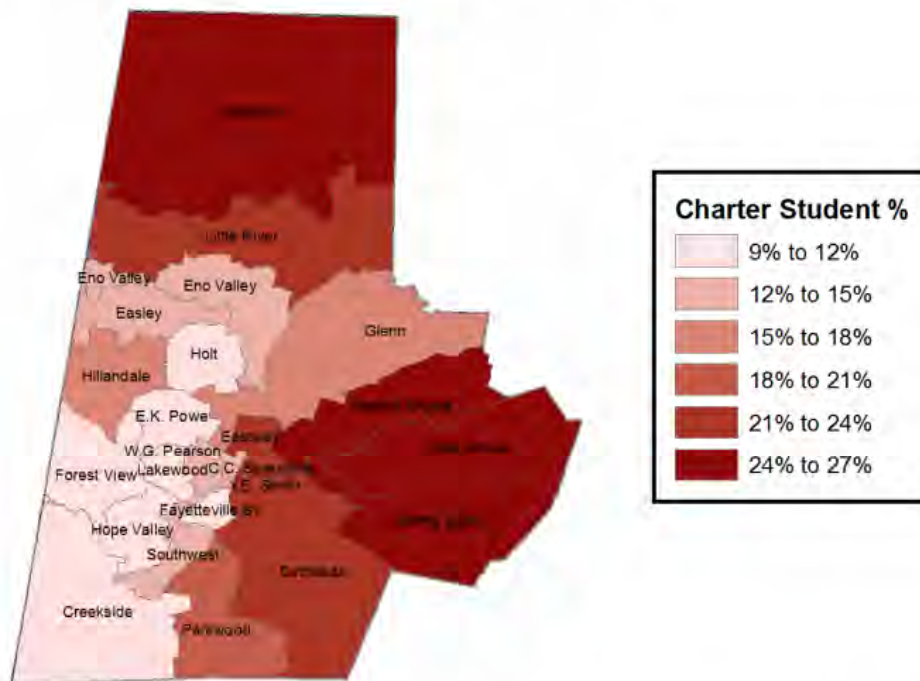 Little River
Eno Valley
Eno Valley
Easley
Glenn
Holt
Hillandale
E.K. Powe
Eastway
W.G. Pearson
Forest View
Lakewood
C.C.
Fayetteville St
Hope Valley
Southwest
Creekside
Parkwood
Charter Student %
9% to 12%
12% to 15%
15% to 18%
18% to 21%
21% to 24%
24% to 27%